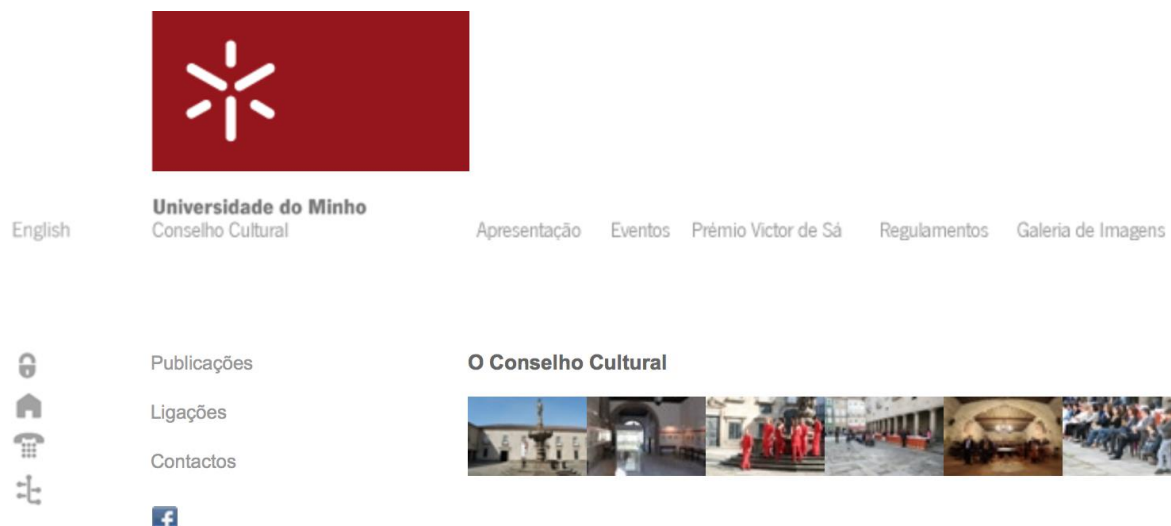 Universidade do Minho
English Conselho Cultural Apresentação Eventos Prémio Victor de Sá Regulamentos Galeria de Imagens
Publicações O Conselho Cultural
Ligações
Contactos
f